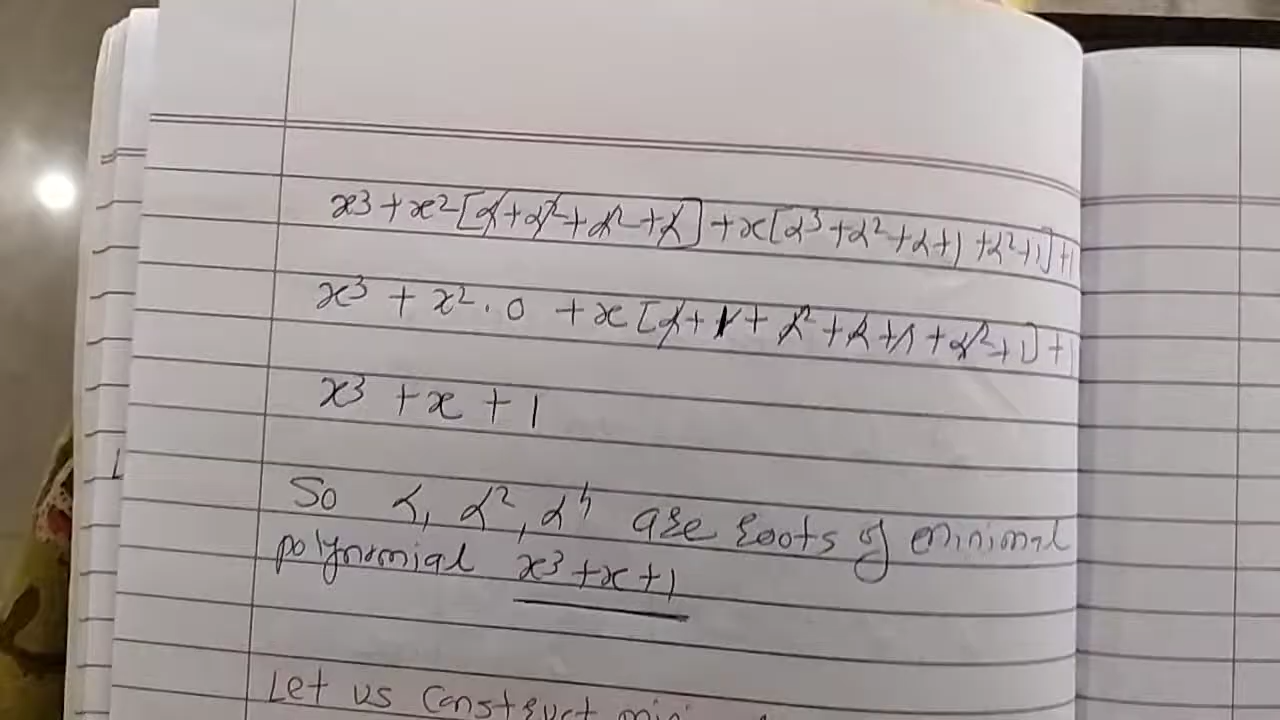 x³ + x² [α + α² + α² + α] + x[α³ + α² + α + 1 + α² + 1] + 1
x³ + x² · 0 + x [α + 1 + α² + α + 1 + α² + 1] + 1
x³ + x + 1
So α, α², α⁴ are roots of minimal
polynomial x³ + x + 1
Let us Construct